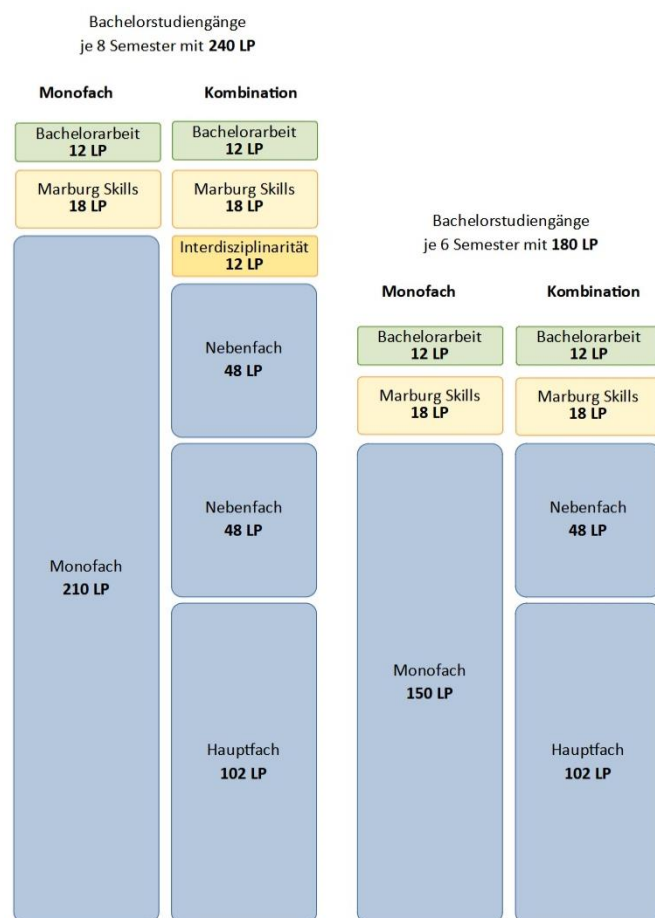 Bachelorstudiengänge
je 8 Semester mit 240 LP
Monofach
Bachelorarbeit
12 LP
Marburg Skills
18 LP
Monofach
210 LP
Kombination
Bachelorarbeit
12 LP
Marburg Skills
18 LP
Interdisziplinarität
12 LP
Nebenfach
48 LP
Nebenfach
48 LP
Hauptfach
102 LP
Bachelorstudiengänge
je 6 Semester mit 180 LP
Monofach
Bachelorarbeit
12 LP
Marburg Skills
18 LP
Monofach
150 LP
Kombination
Bachelorarbeit
12 LP
Marburg Skills
18 LP
Nebenfach
48 LP
Hauptfach
102 LP